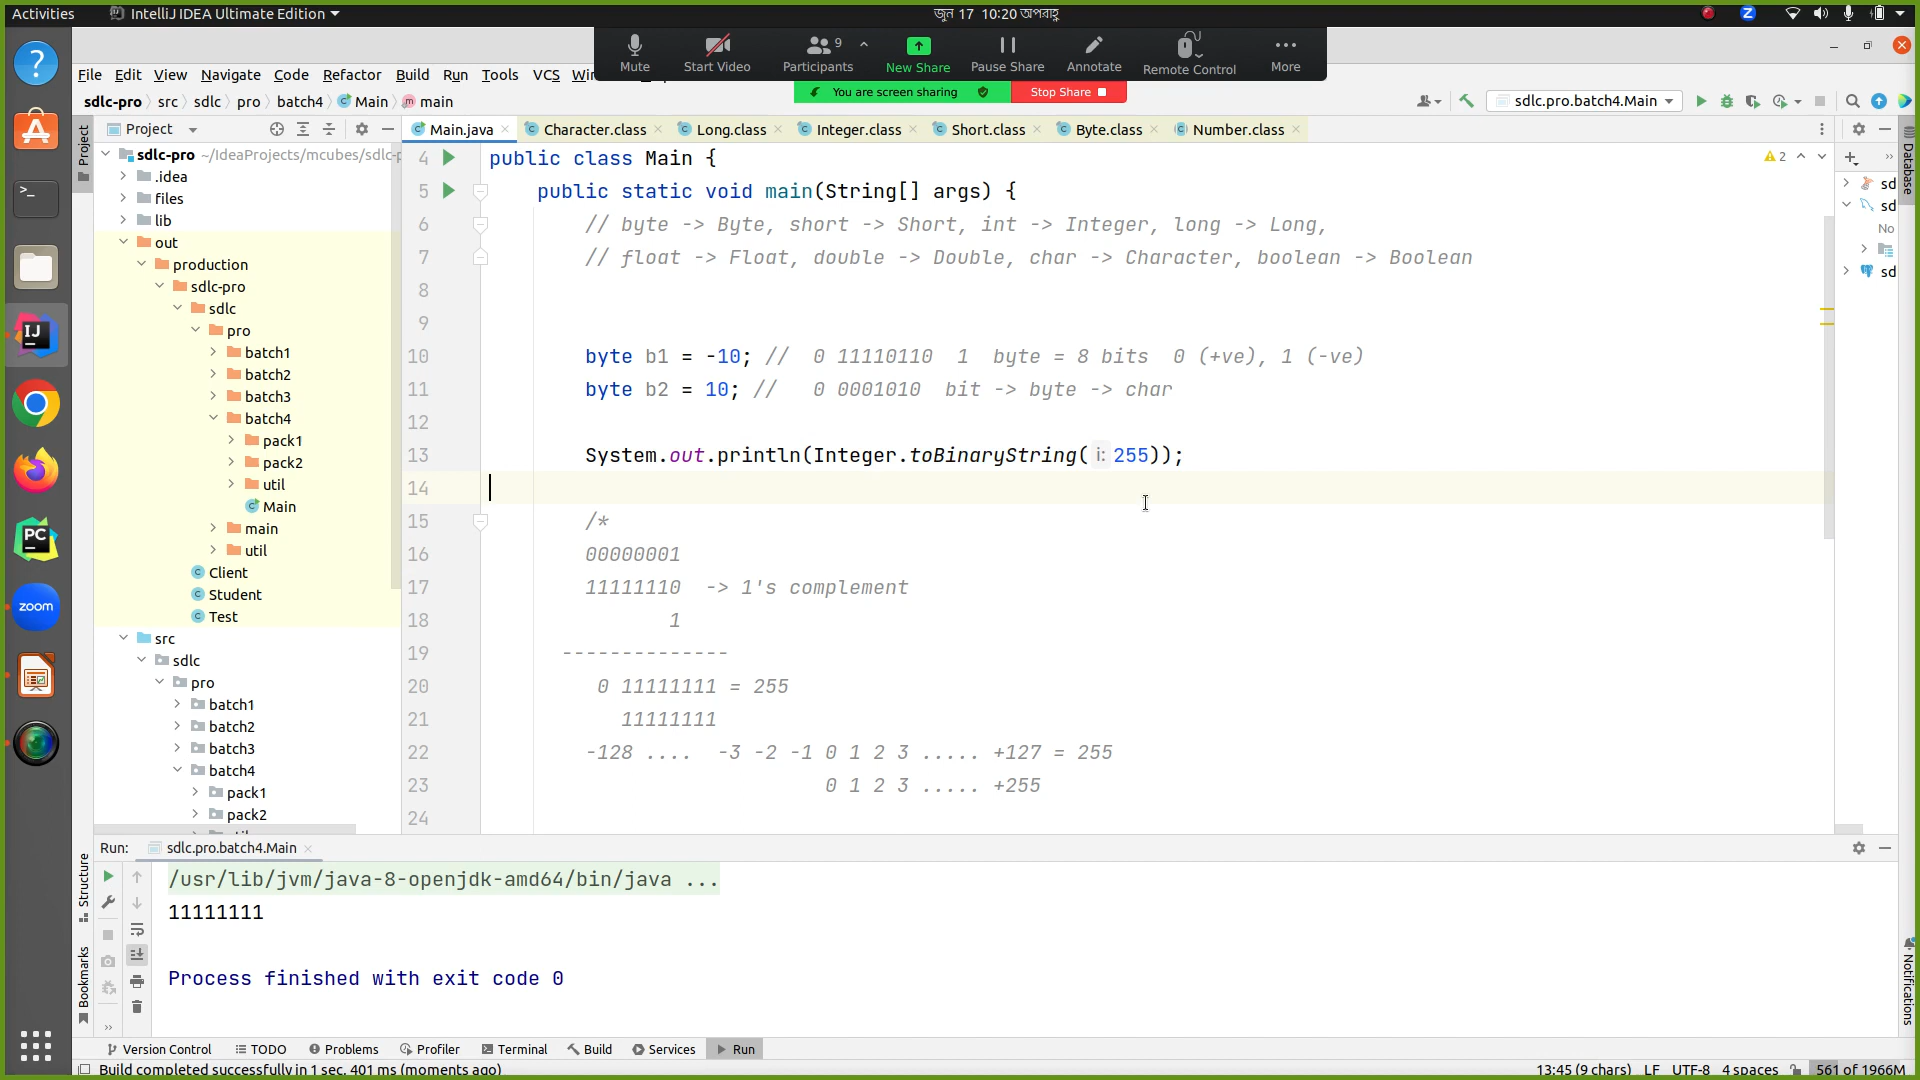 Activities
IntelliJ IDEA Ultimate Edition
জুন 17 10:20 অপরাহ্ণ
Mute
Start Video
Participants
9
New Share
Pause Share
Annotate
Remote Control
More
You are screen sharing
Stop Share
File Edit View Navigate Code Refactor Build Run Tools VCS
sdlc-pro src sdlc pro batch4 Main main
sdlc.pro.batch4.Main
Project
Main.java Character.class Long.class Integer.class Short.class Byte.class Number.class
sdlc-pro ~/IdeaProjects/mcubes/sdlc-p
.idea
files
lib
out
production
sdlc-pro
sdlc
pro
batch1
batch2
batch3
batch4
pack1
pack2
util
Main
main
util
Client
Student
Test
src
sdlc
pro
batch1
batch2
batch3
batch4
pack1
pack2
4 public class Main {
5 public static void main(String[] args) {
6 // byte -> Byte, short -> Short, int -> Integer, long -> Long,
7 // float -> Float, double -> Double, char -> Character, boolean -> Boolean
8
9
10 byte b1 = -10; // 0 11110110 1 byte = 8 bits 0 (+ve), 1 (-ve)
11 byte b2 = 10; // 0 0001010 bit -> byte -> char
12
13 System.out.println(Integer.toBinaryString( i: 255));
14
15 /*
16 00000001
17 11111110 -> 1's complement
18 1
19 --------------
20 0 11111111 = 255
21 11111111
22 -128 .... -3 -2 -1 0 1 2 3 ..... +127 = 255
23 0 1 2 3 ..... +255
24
2
sd
sd
No
sd
Database
Notifications
Project
Structure
Bookmarks
Run: sdlc.pro.batch4.Main
/usr/lib/jvm/java-8-openjdk-amd64/bin/java ...
11111111
Process finished with exit code 0
Version Control TODO Problems Profiler Terminal Build Services Run
Build completed successfully in 1 sec, 401 ms (moments ago)
13:45 (9 chars) LF UTF-8 4 spaces 561 of 1966M
zoom